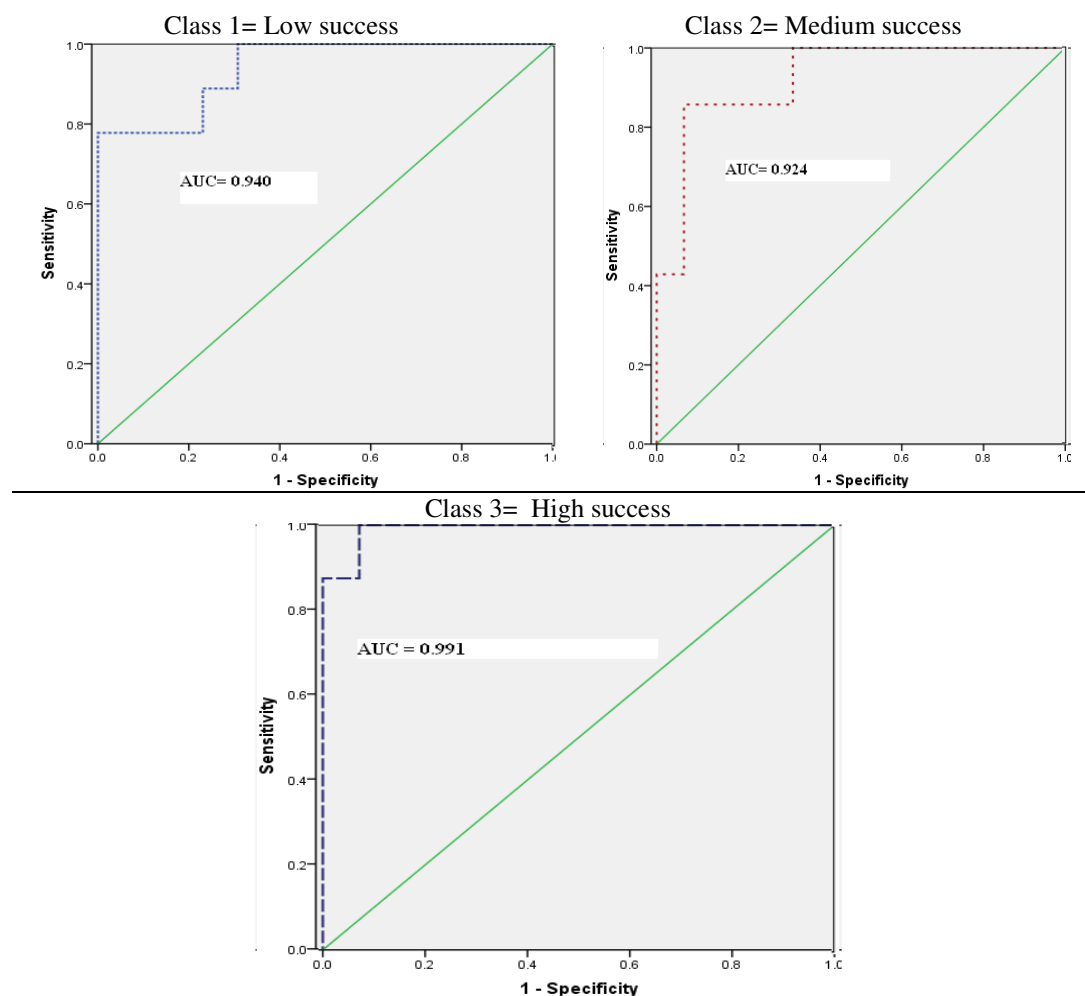 Class 1= Low success
1.0
0.8
0.6
0.4
0.2
0.0
Sensitivity
AUC= 0.940
0.0 0.2 0.4 0.6 0.8 1.
1 - Specificity
Class 2= Medium success
1.0
0.8
0.6
0.4
0.2
0.0
Sensitivity
AUC= 0.924
0.0 0.2 0.4 0.6 0.8 1.0
1 - Specificity
Class 3= High success
1.0
0.8
0.6
0.4
0.2
0.0
Sensitivity
AUC = 0.991
0.0 0.2 0.4 0.6 0.8 1.0
1 - Specificity